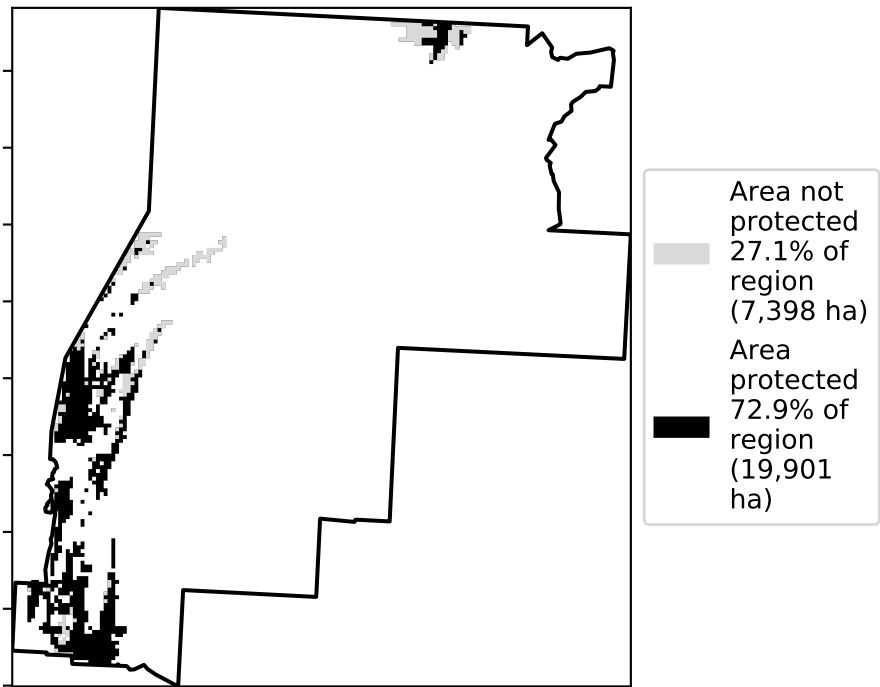 Area not
protected
27.1% of
region
(7,398 ha)
Area
protected
72.9% of
region
(19,901
ha)